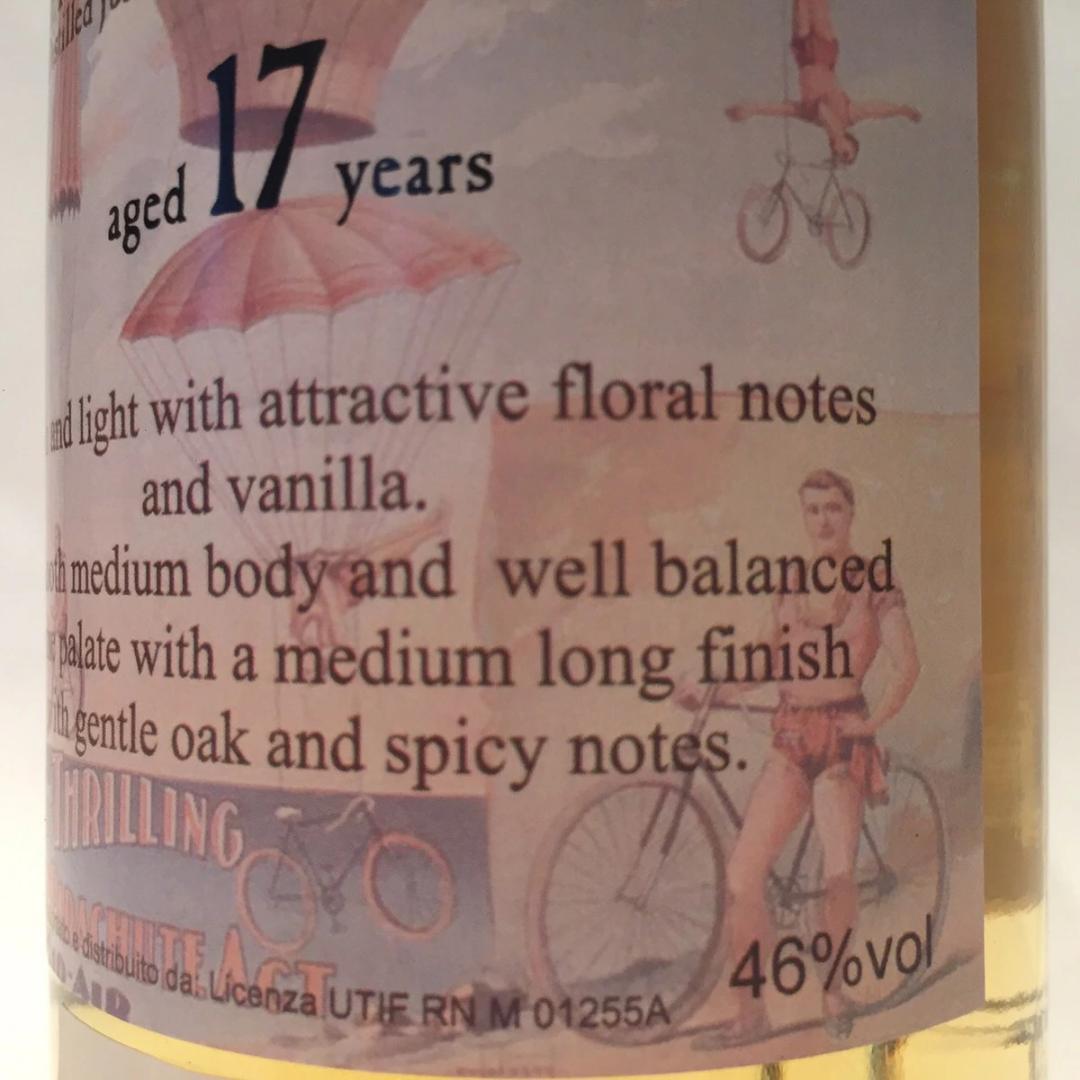 aged 17 years
and light with attractive floral notes
and vanilla.
medium body and well balanced
palate with a medium long finish
gentle oak and spicy notes.
THRILLING
ACT
e distribuito da: Licenza UTIF RN M 01255A
46%vol